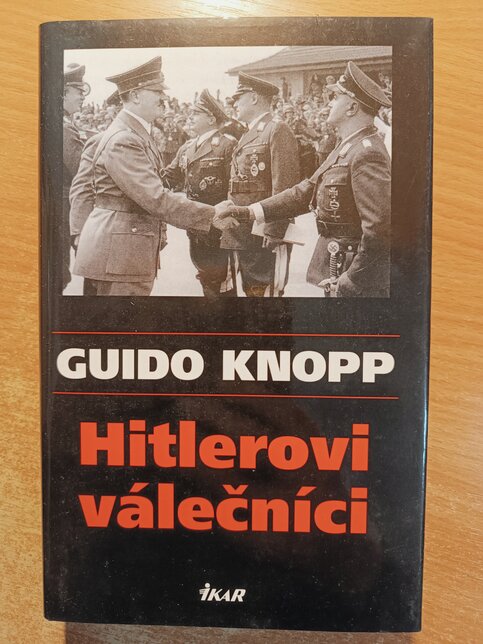 GUIDO KNOPP
Hitlerovi
válečníci
IKAR